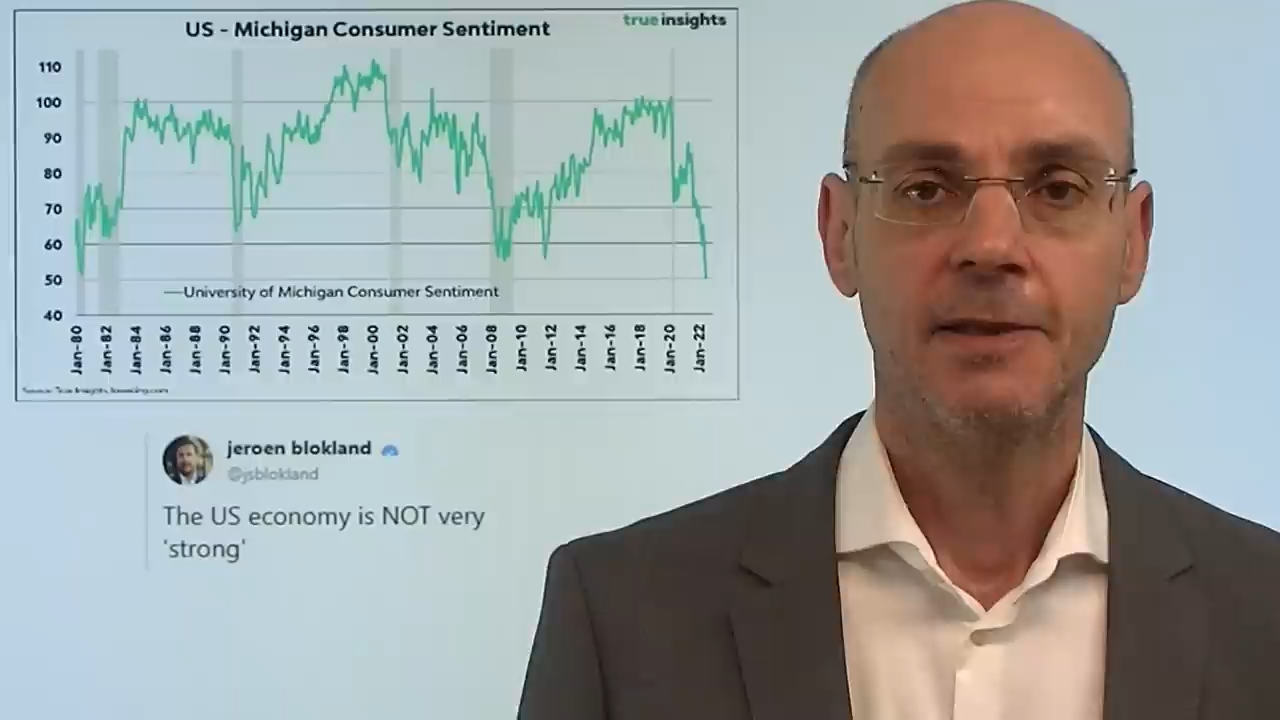 US - Michigan Consumer Sentiment
true insights
110
100
90
80
70
60
50
40
University of Michigan Consumer Sentiment
Jan-80
Jan-82
Jan-84
Jan-86
Jan-88
Jan-90
Jan-92
Jan-94
Jan-96
Jan-98
Jan-00
Jan-02
Jan-04
Jan-06
Jan-08
Jan-10
Jan-12
Jan-14
Jan-16
Jan-18
Jan-20
Jan-22
Source: True Insights,
jeroen blokland
@jsblokland
The US economy is NOT very
'strong'